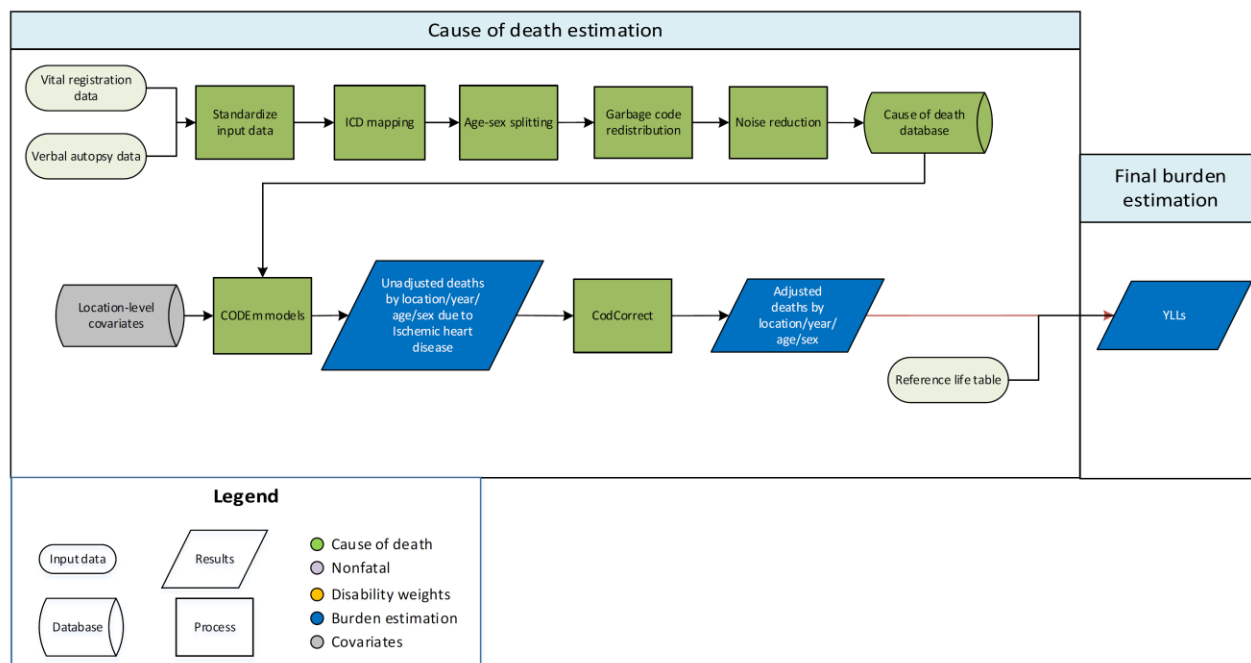 Cause of death estimation
Vital registration
data
Verbal autopsy data
Standardize
input data
ICD mapping
Age-sex splitting
Garbage code
redistribution
Noise reduction
Cause of death
database
Final burden
estimation
Location-level
covariates
CODEm models
Unadjusted deaths
by location/year/
age/sex due to
Ischemic heart
disease
CodCorrect
Adjusted
deaths by
location/year/
age/sex
YLLs
Reference life table
Legend
Input data
Results
Database
Process
Cause of death
Nonfatal
Disability weights
Burden estimation
Covariates